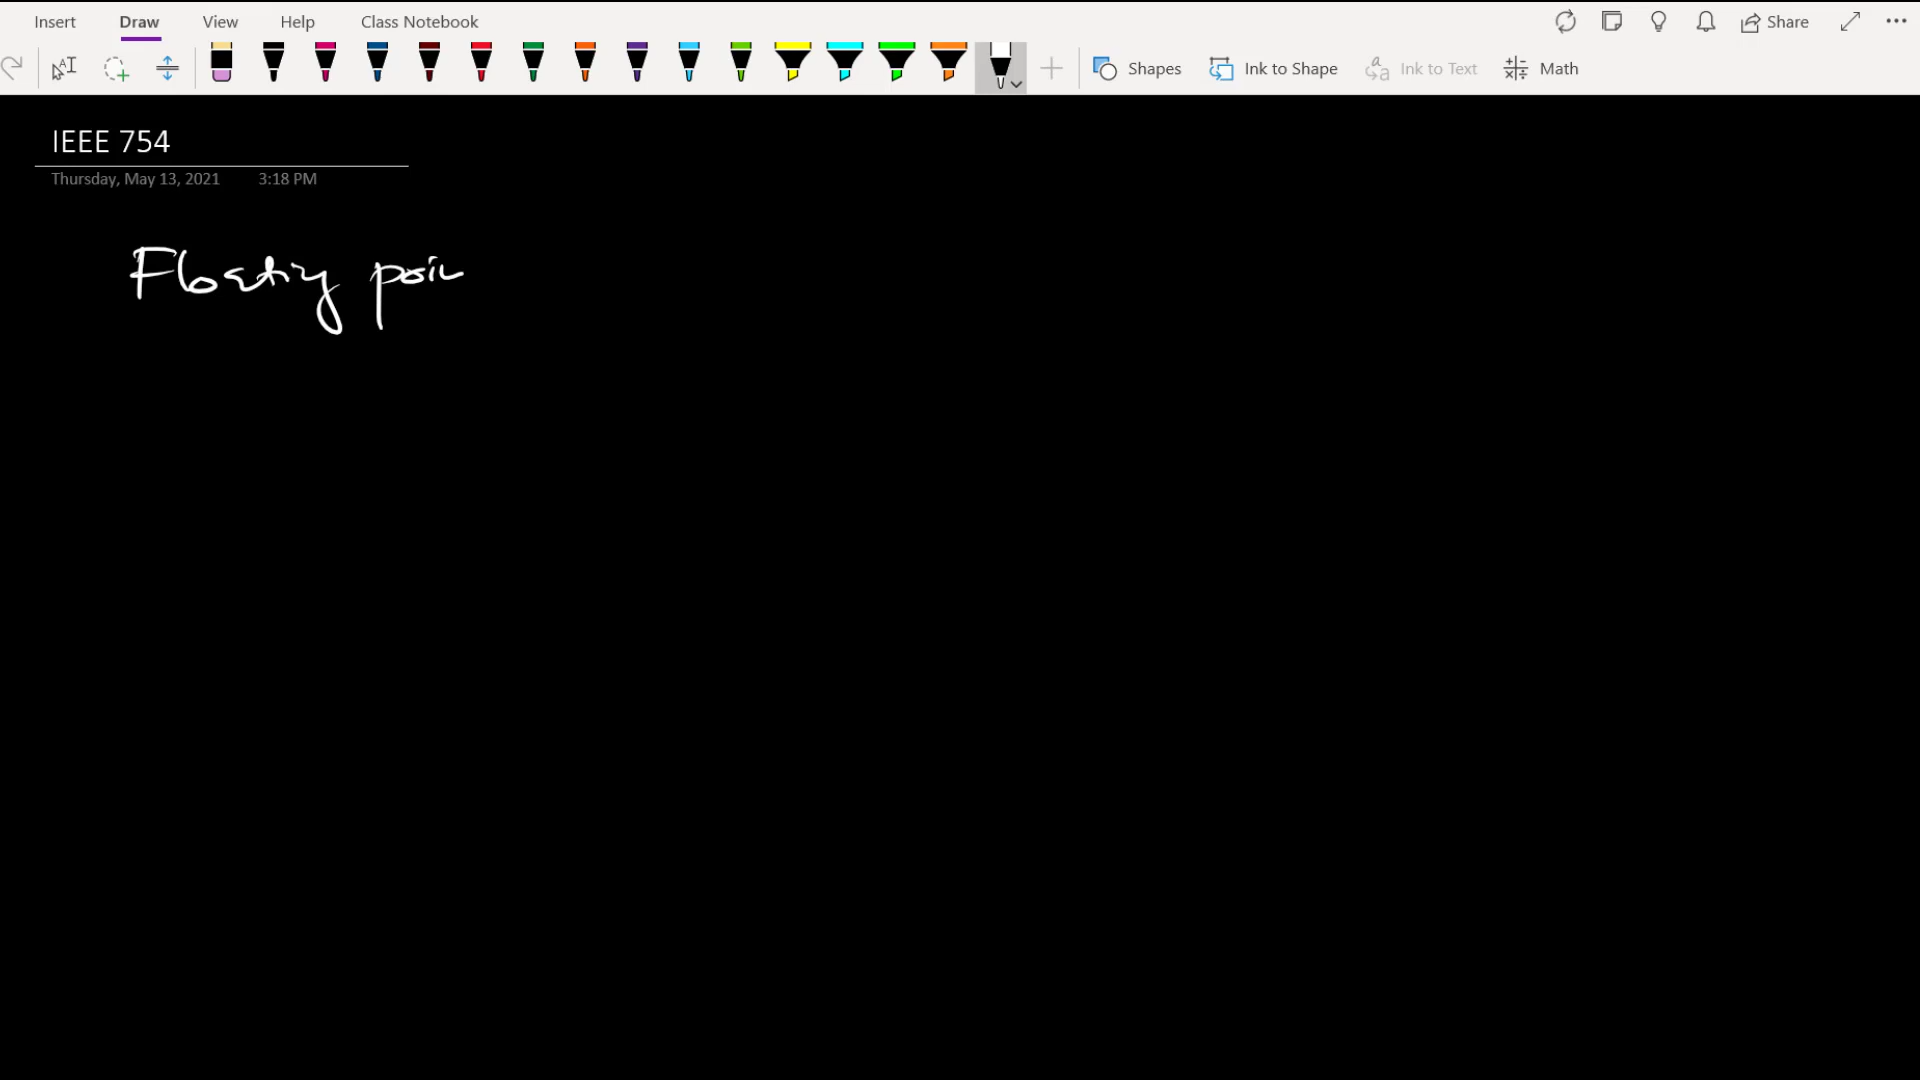 Insert Draw View Help Class Notebook Share
Shapes Ink to Shape Ink to Text Math
IEEE 754
Thursday, May 13, 2021 3:18 PM
Floating poin